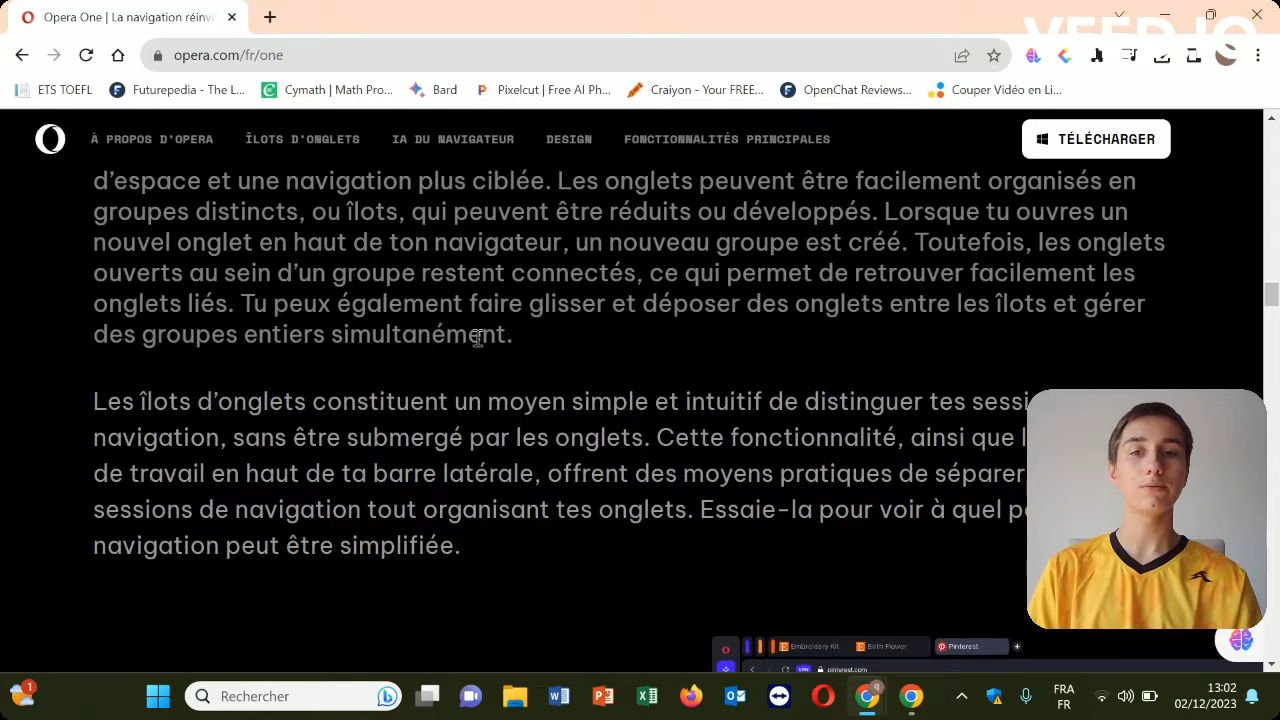 Opera One | La navigation réinv
VEED.IO
opera.com/fr/one
ETS TOEFL
Futurepedia - The L...
Cymath | Math Pro...
Bard
Pixelcut | Free AI Ph...
Craiyon - Your FREE...
OpenChat Reviews...
Couper Vidéo en Li...
À PROPOS D'OPERA
ÎLOTS D'ONGLETS
IA DU NAVIGATEUR
DESIGN
FONCTIONNALITÉS PRINCIPALES
TÉLÉCHARGER
d'espace et une navigation plus ciblée. Les onglets peuvent être facilement organisés en
groupes distincts, ou îlots, qui peuvent être réduits ou développés. Lorsque tu ouvres un
nouvel onglet en haut de ton navigateur, un nouveau groupe est créé. Toutefois, les onglets
ouverts au sein d'un groupe restent connectés, ce qui permet de retrouver facilement les
onglets liés. Tu peux également faire glisser et déposer des onglets entre les îlots et gérer
des groupes entiers simultanément.
Les îlots d'onglets constituent un moyen simple et intuitif de distinguer tes sessi
navigation, sans être submergé par les onglets. Cette fonctionnalité, ainsi que l
de travail en haut de ta barre latérale, offrent des moyens pratiques de séparer
sessions de navigation tout organisant tes onglets. Essaie-la pour voir à quel p
navigation peut être simplifiée.
Embroidery Kit
Birth Flower
Pinterest
VPN
pinterest.com
1
Rechercher
FRA
FR
13:02
02/12/2023